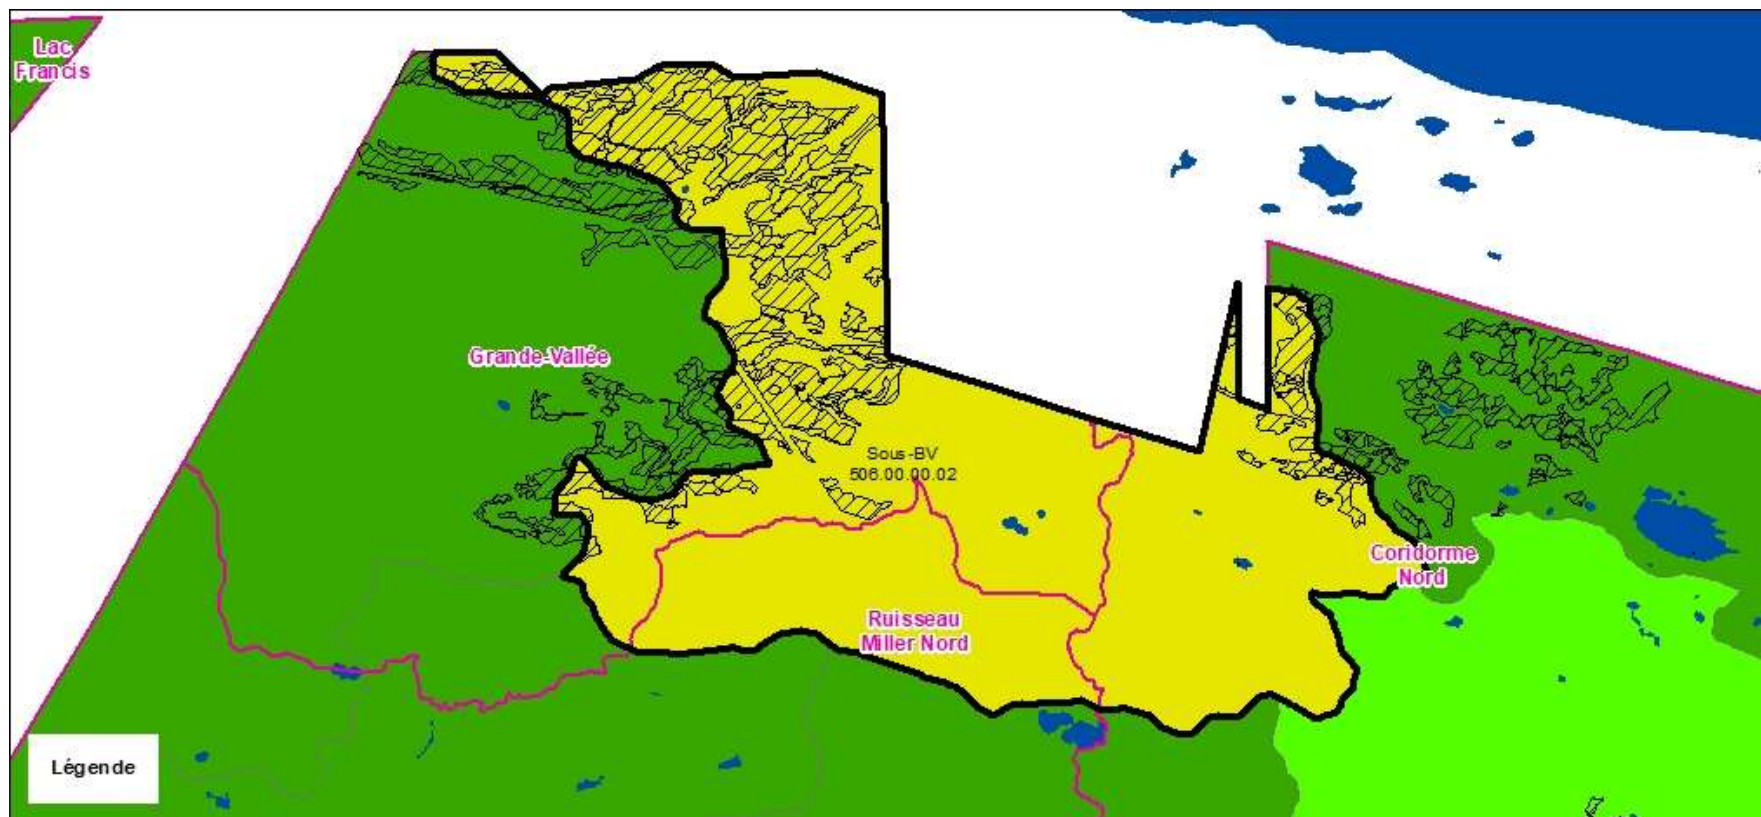 Lac
Francis
Grande-Vallée
Sous-BV
506.00.00.02
Coridorme
Nord
Ruisseau
Miller Nord
Légende